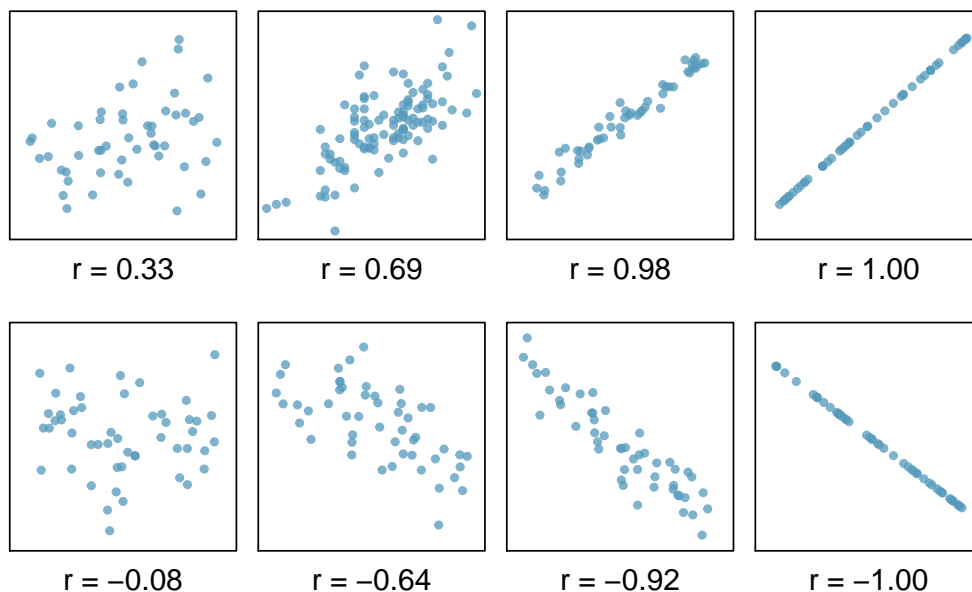 r = 0.33
r = 0.69
r = 0.98
r = 1.00
r = −0.08
r = −0.64
r = −0.92
r = −1.00